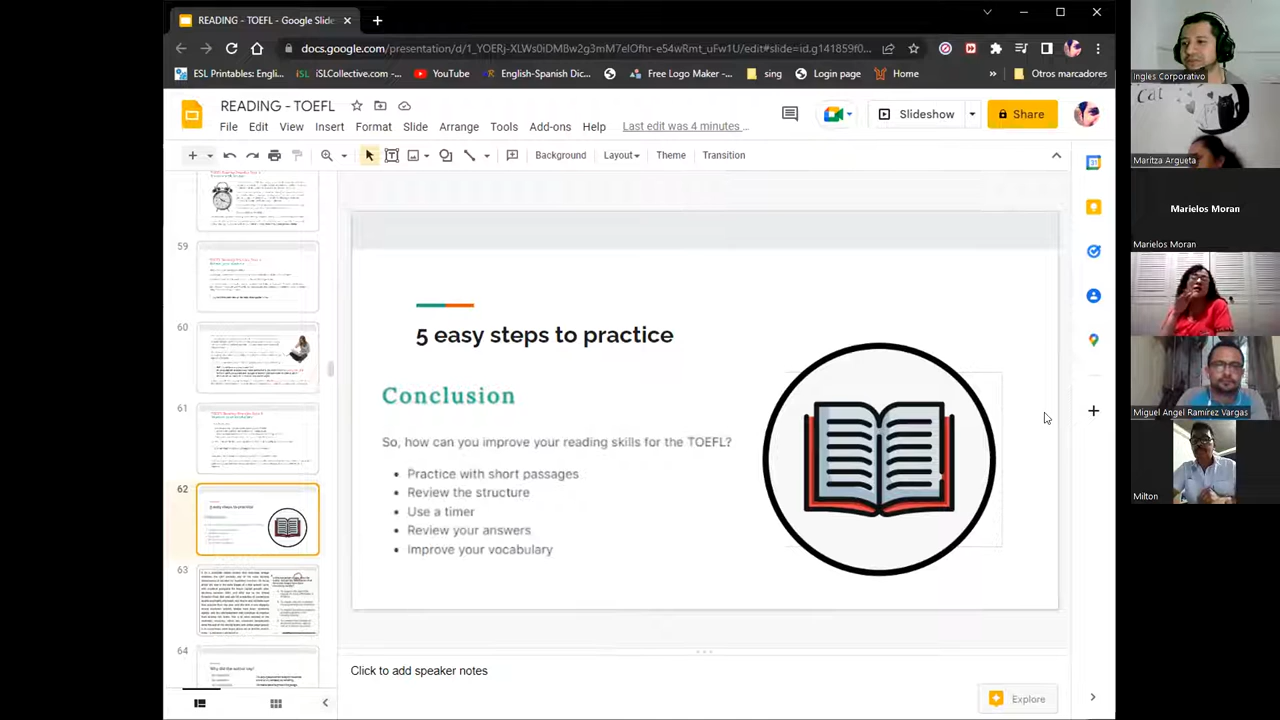 READING - TOEFL - Google Slide
docs.google.com/presentation/d/1_YOERj-XLWs0iDM8w2g3mM7elOfhr-e54wRmt_uFw1U/edit#slide=id.g141859f0...
ESL Printables: Engli...
iSLCollective.com -...
YouTube
English-Spanish Dic...
Free Logo Maker -...
sing
Login page
Home
Otros marcadores
READING - TOEFL
Slideshow
Share
File Edit View Insert Format Slide Arrange Tools Add-ons Help Last edit was 4 minutes ...
Background Layout Theme Transition
59
60
61
62
63
64
5 easy steps to practice
Conclusion
can you improve your reading skills for the TOEFL?
Practice with short passages
Review the structure
Use a timer
Review your answers
Improve your vocabulary
Click to add speaker notes
Explore
Ingles Corporativo
cat
Maritza Argueta
Marielos Moran
Marielos Moran
Miguel Angel Ramirez Vargas
Milton